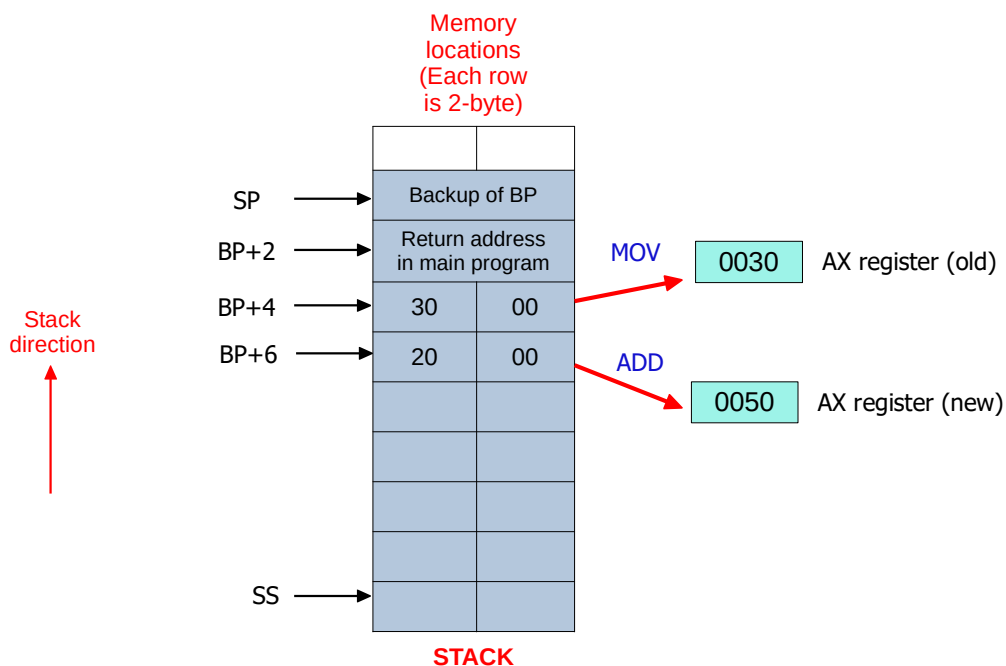 Memory
locations
(Each row
is 2-byte)
SP
Backup of BP
BP+2
Return address
in main program
MOV
0030
AX register (old)
BP+4
30 00
Stack
direction
BP+6
20 00
ADD
0050
AX register (new)
SS
STACK